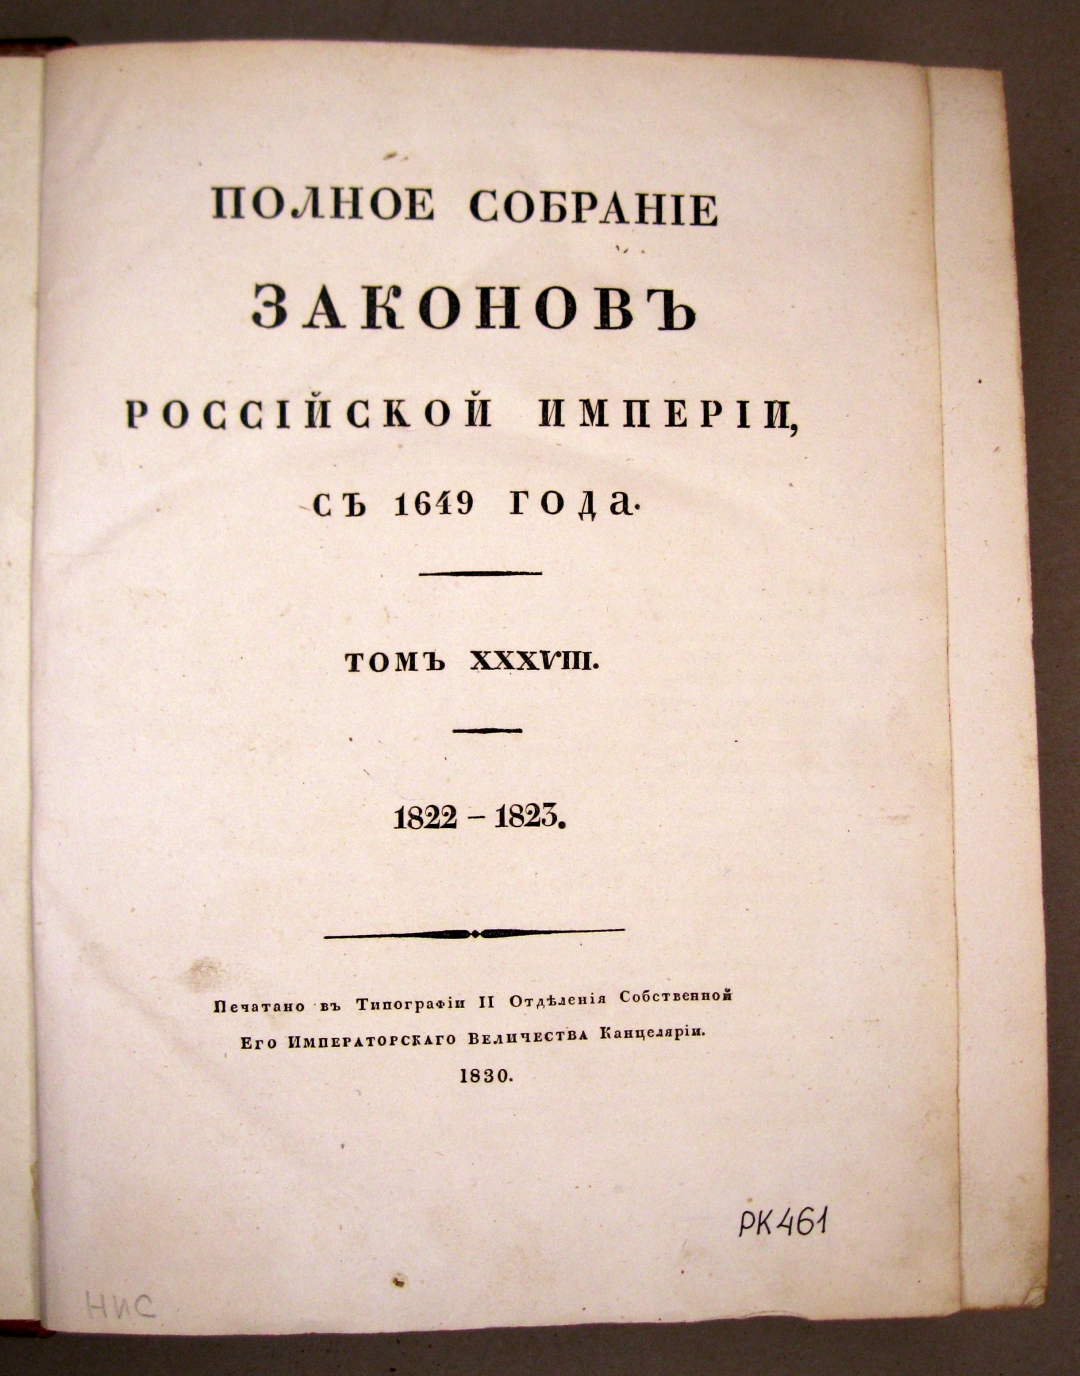 ПОЛНОЕ СОБРАНІЕ
ЗАКОНОВЪ
РОССІЙСКОЙ ИМПЕРІИ,
СЪ 1649 ГОДа.
ТОМЪ XXXVIII.
1822 – 1823.
Печатано въ Типографіи II Отдѣленія Собственной
Его Императорскаго Величества Канцеляріи.
1830.
РК461
НИС